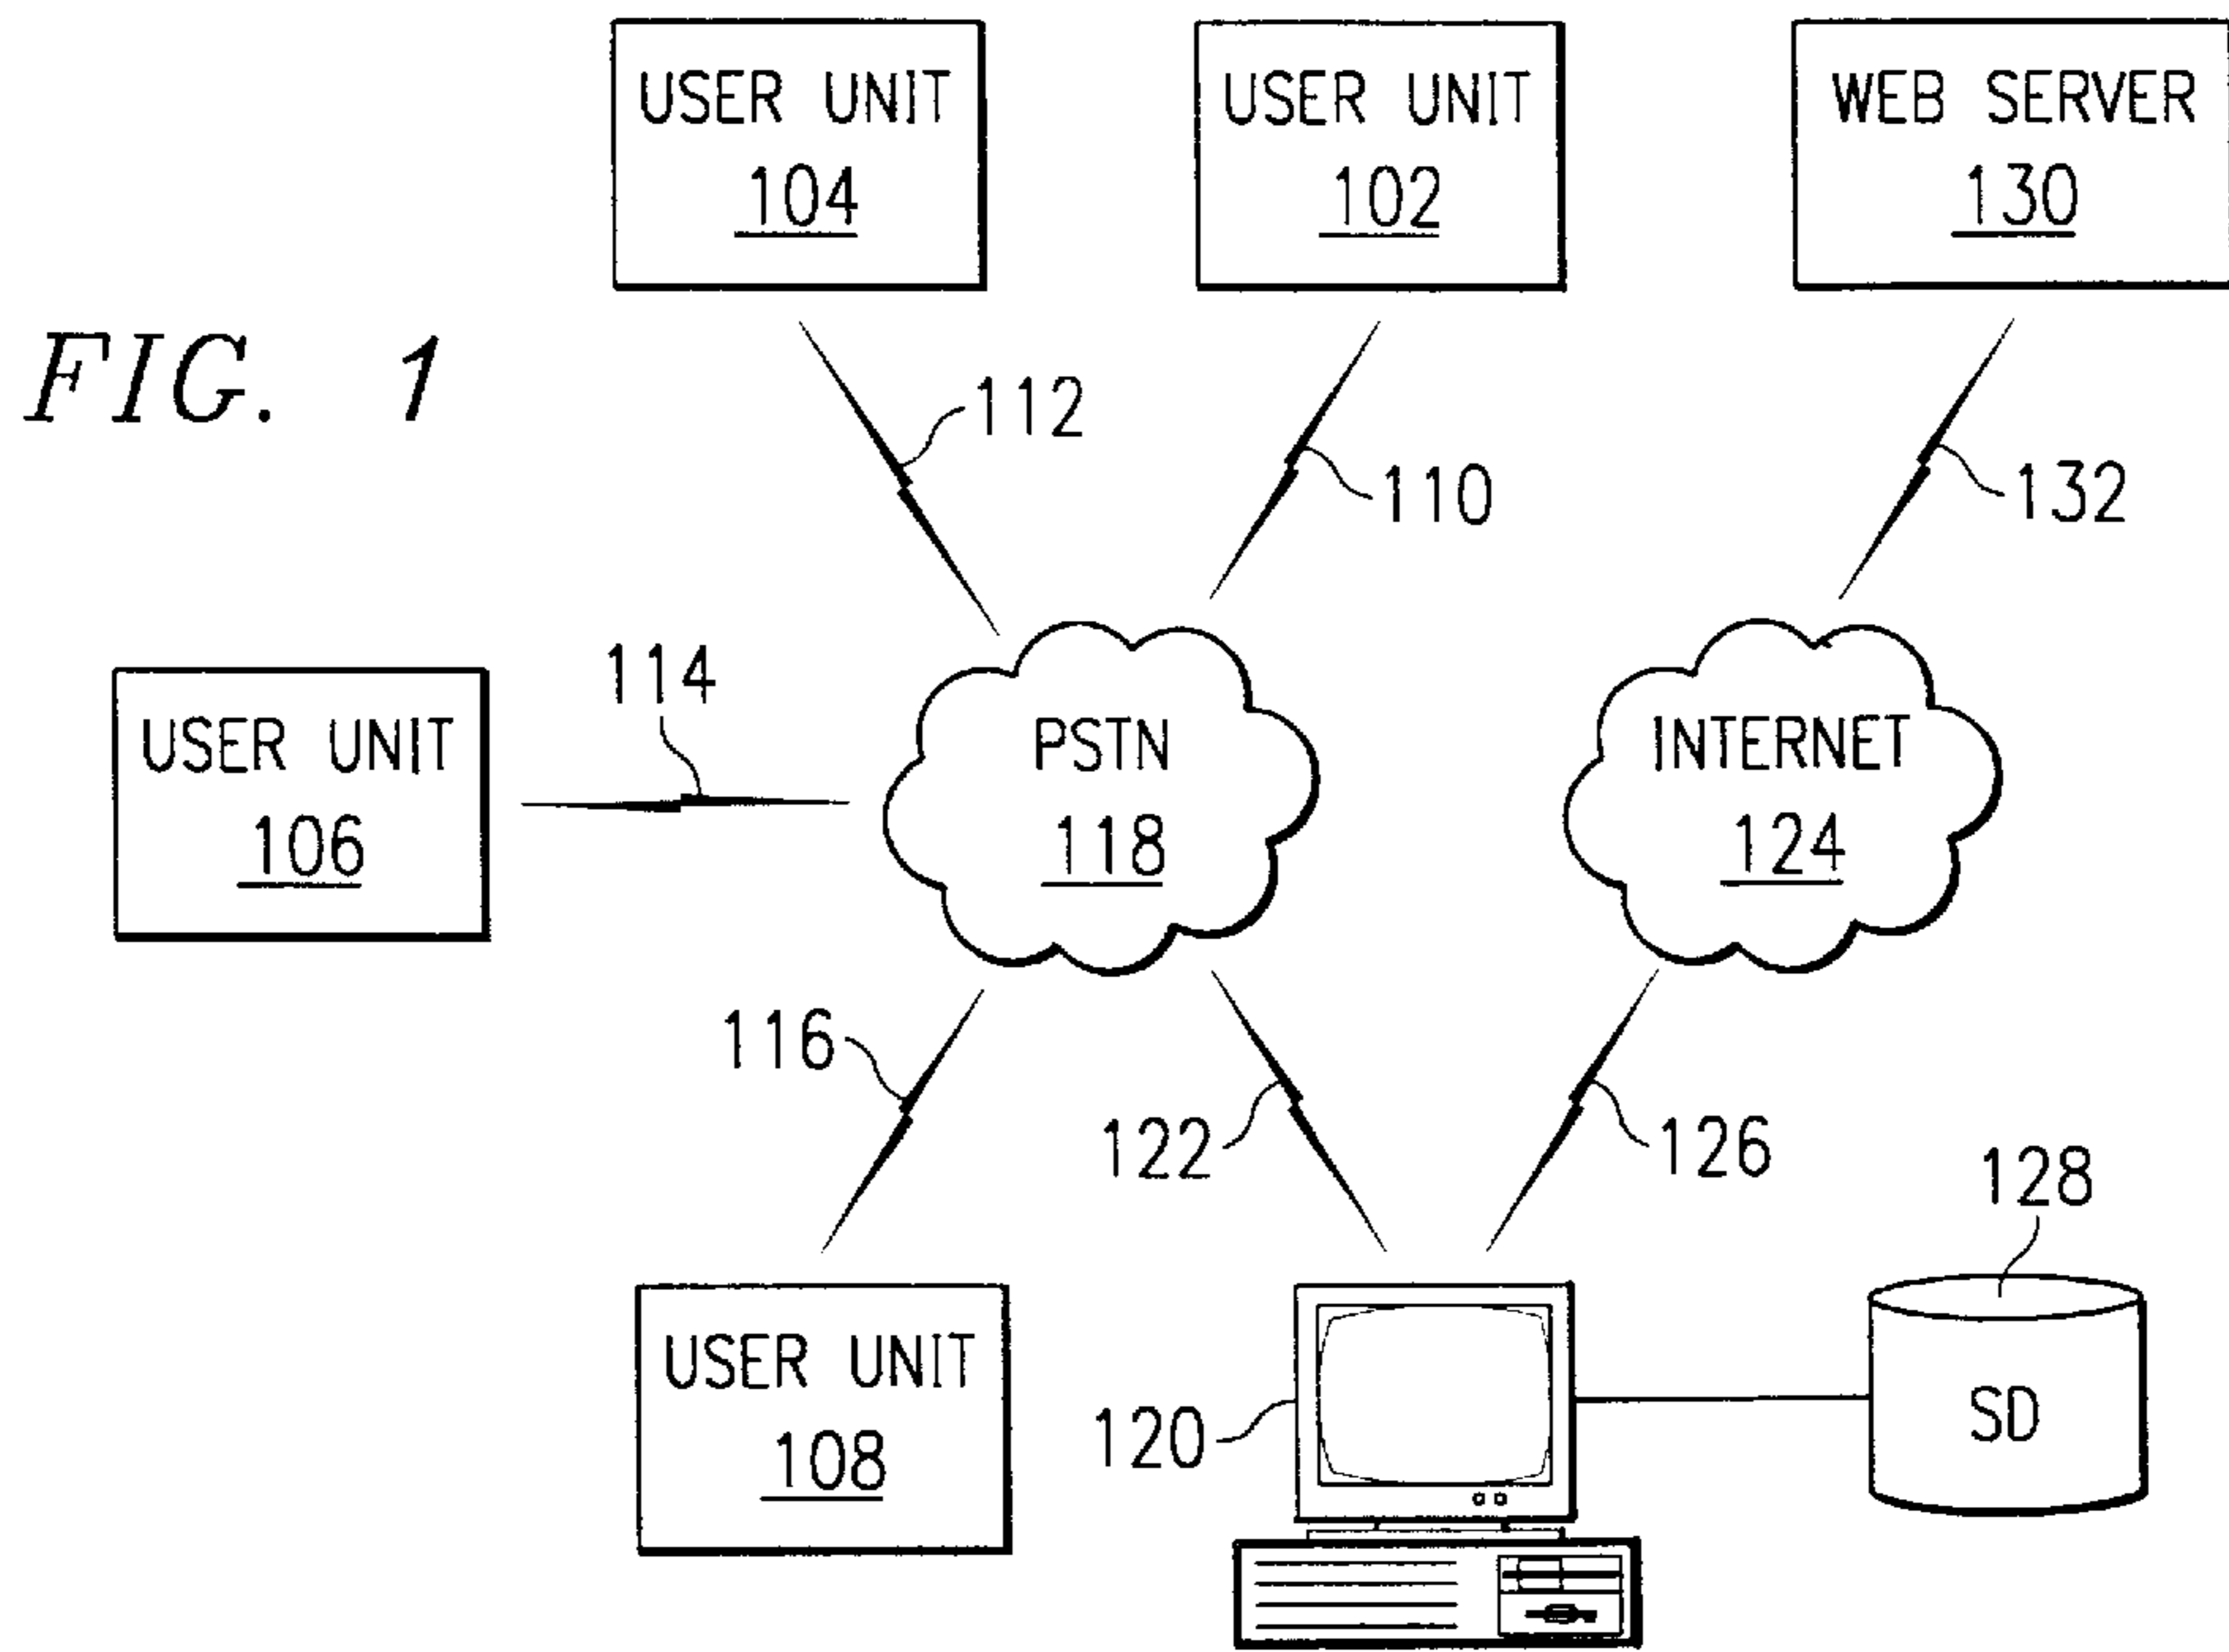 USER UNIT
104
USER UNIT
102
WEB SERVER
130
FIG. 1
112
110
132
114
USER UNIT
106
PSTN
118
INTERNET
124
116
122
126
128
USER UNIT
108
120
SD